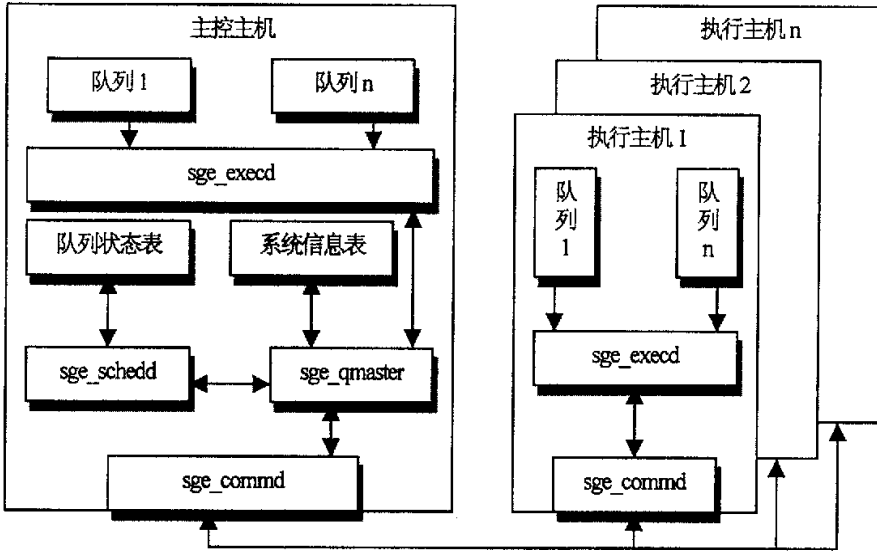 主控主机
队列 1
队列 n
sge_execd
队列状态表
系统信息表
sge_schedd
sge_qmaster
sge_commd
执行主机 n
执行主机 2
执行主机 1
队
列
1
队
列
n
sge_execd
sge_commd